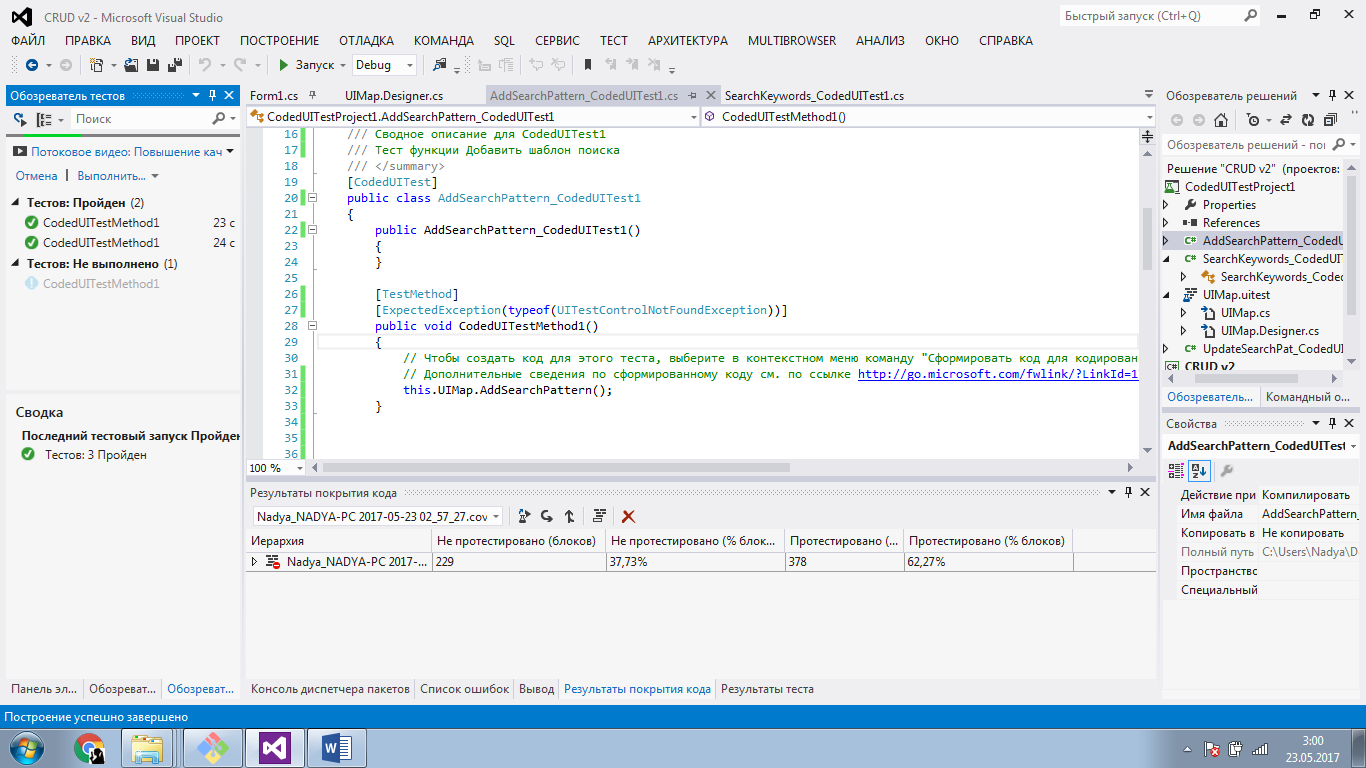 CRUD v2 - Microsoft Visual Studio
Быстрый запуск (Ctrl+Q)
ФАЙЛ ПРАВКА ВИД ПРОЕКТ ПОСТРОЕНИЕ ОТЛАДКА КОМАНДА SQL СЕРВИС ТЕСТ АРХИТЕКТУРА MULTIBROWSER АНАЛИЗ ОКНО СПРАВКА
Запуск Debug
Обозреватель тестов
Поиск
Потоковое видео: Повышение кач
Отмена | Выполнить...
Тестов: Пройден (2)
CodedUITestMethod1 23 с
CodedUITestMethod1 24 с
Тестов: Не выполнено (1)
CodedUITestMethod1
Сводка
Последний тестовый запуск Пройден
Тестов: 3 Пройден
Панель эл... Обозреват... Обозреват...
Form1.cs UIMap.Designer.cs AddSearchPattern_CodedUITest1.cs SearchKeywords_CodedUITest1.cs
CodedUITestProject1.AddSearchPattern_CodedUITest1 CodedUITestMethod1()
16 /// Сводное описание для CodedUITest1
17 /// Тест функции Добавить шаблон поиска
18 /// </summary>
19 [CodedUITest]
20 public class AddSearchPattern_CodedUITest1
21 {
22 public AddSearchPattern_CodedUITest1()
23 {
24 }
25
26 [TestMethod]
27 [ExpectedException(typeof(UITestControlNotFoundException))]
28 public void CodedUITestMethod1()
29 {
30 // Чтобы создать код для этого теста, выберите в контекстном меню команду "Сформировать код для кодирован
31 // Дополнительные сведения по сформированному коду см. по ссылке http://go.microsoft.com/fwlink/?LinkId=1
32 this.UIMap.AddSearchPattern();
33 }
34
35
36
100 %
Результаты покрытия кода
Nadya_NADYA-PC 2017-05-23 02_57_27.cov
Иерархия Не протестировано (блоков) Не протестировано (% блок... Протестировано (... Протестировано (% блоков)
Nadya_NADYA-PC 2017-... 229 37,73% 378 62,27%
Консоль диспетчера пакетов Список ошибок Вывод Результаты покрытия кода Результаты теста
Обозреватель решений
Обозреватель решений - пои
Решение "CRUD v2" (проектов:
CodedUITestProject1
Properties
References
AddSearchPattern_CodedU
SearchKeywords_CodedUIT
SearchKeywords_Coded
UIMap.uitest
UIMap.cs
UIMap.Designer.cs
UpdateSearchPat_CodedUI
CRUD v2
Обозреватель... Командный о...
Свойства
AddSearchPattern_CodedUITest
Действие при Компилировать
Имя файла AddSearchPattern_
Копировать в Не копировать
Полный путь C:\Users\Nadya\D
Пространство
Специальный
Построение успешно завершено
3:00
23.05.2017